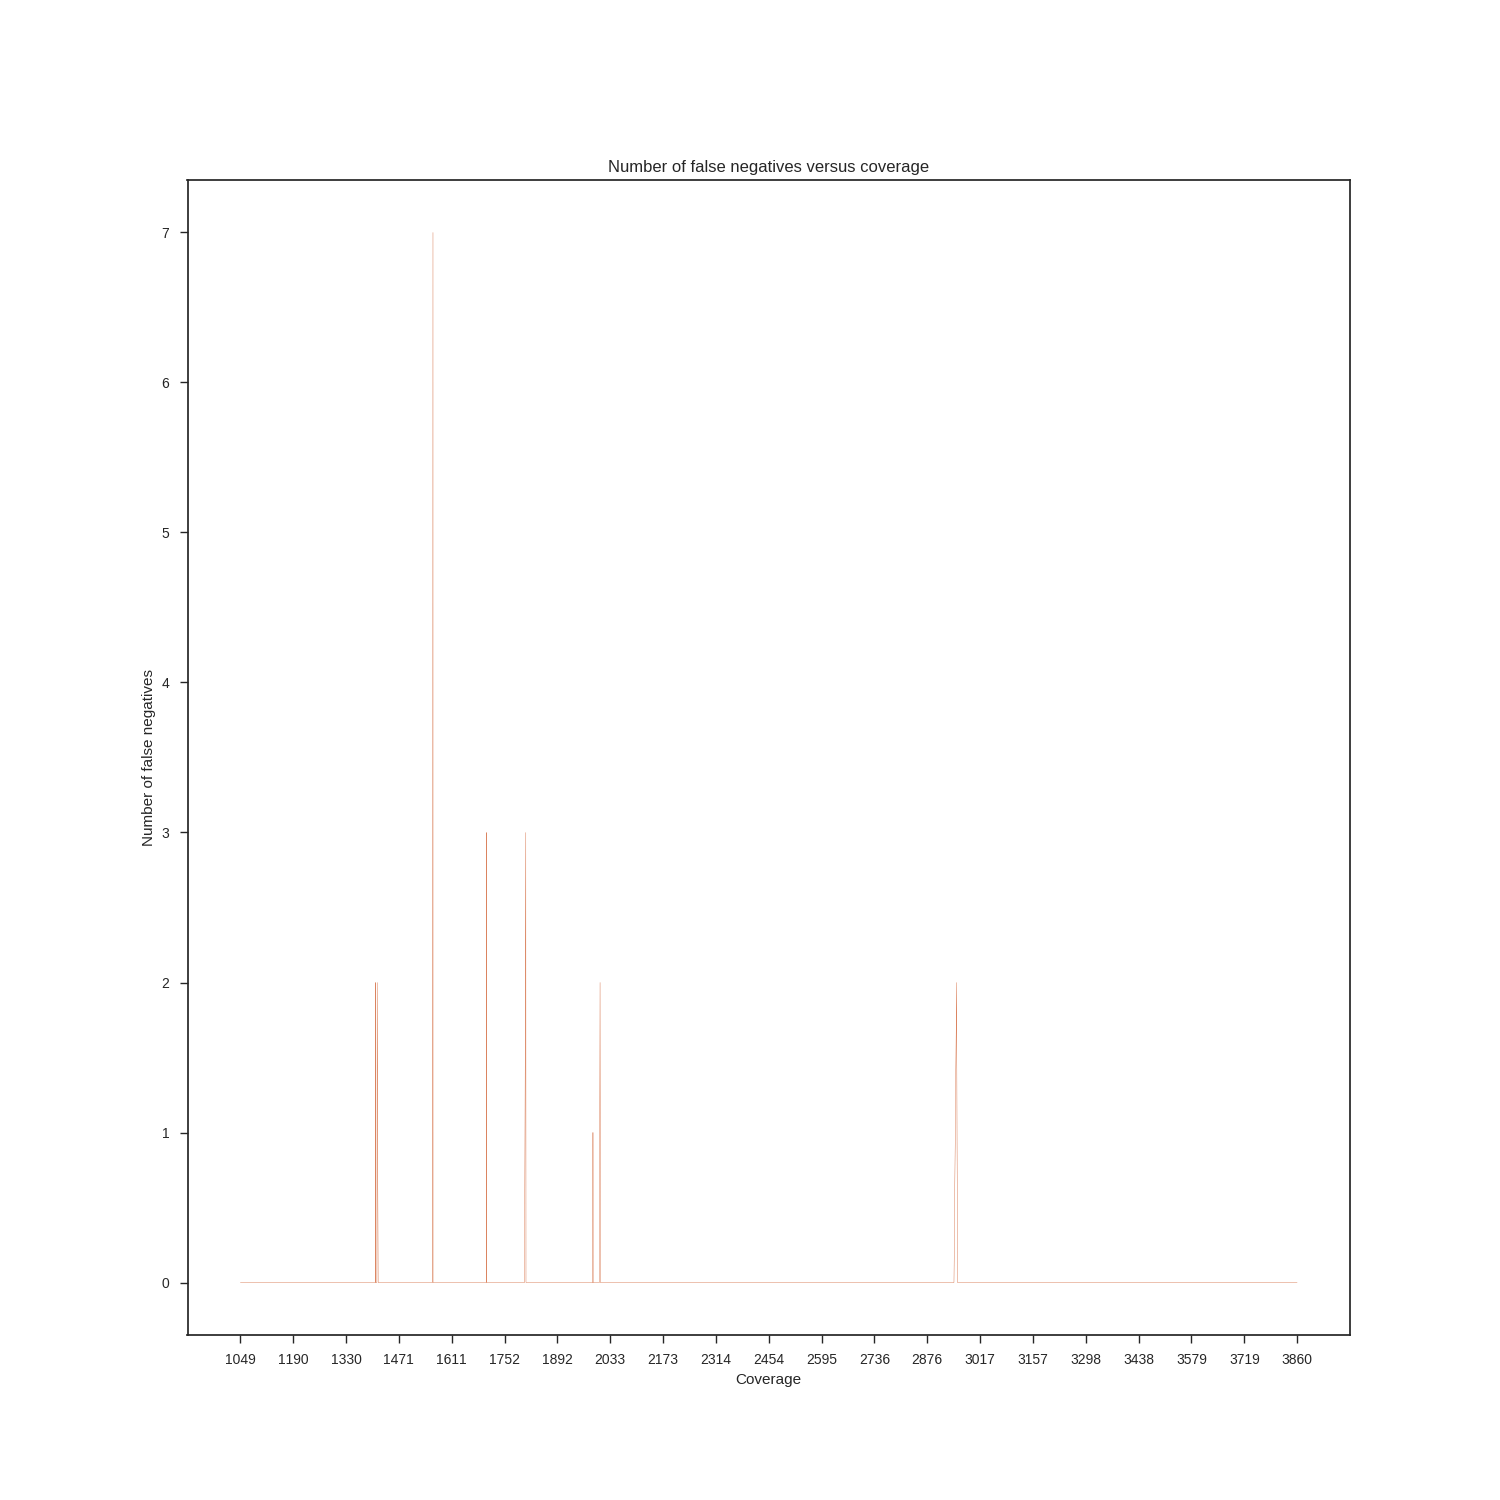 Number of false negatives versus coverage
7
6
5
4
3
2
1
0
Number of false negatives
1049 1190 1330 1471 1611 1752 1892 2033 2173 2314 2454 2595 2736 2876 3017 3157 3298 3438 3579 3719 3860
Coverage